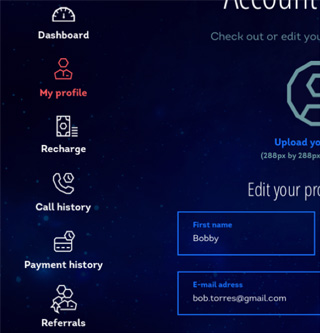 Account
Check out or edit you
Dashboard
My profile
Upload yo
(288px by 288px
Recharge
Edit your pro
Call history
First name
Bobby
Payment history
E-mail adress
bob.torres@gmail.com
Referrals